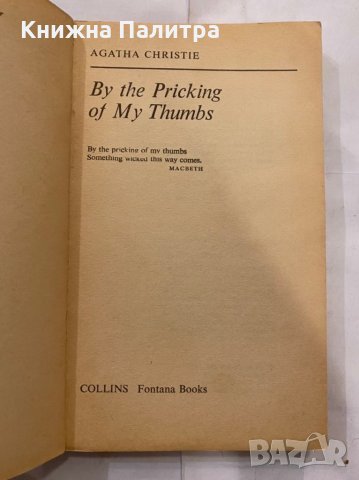 Книжна Палитра
AGATHA CHRISTIE
By the Pricking
of My Thumbs
By the pricking of my thumbs
Something wicked this way comes.
MACBETH
COLLINS Fontana Books
BAZAR